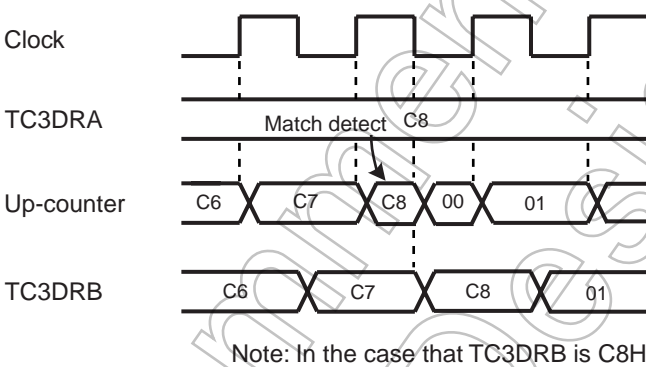 Clock
TC3DRA
Match detect C8
Up-counter C6 C7 C8 00 01
TC3DRB C6 C7 C8 01
Note: In the case that TC3DRB is C8H